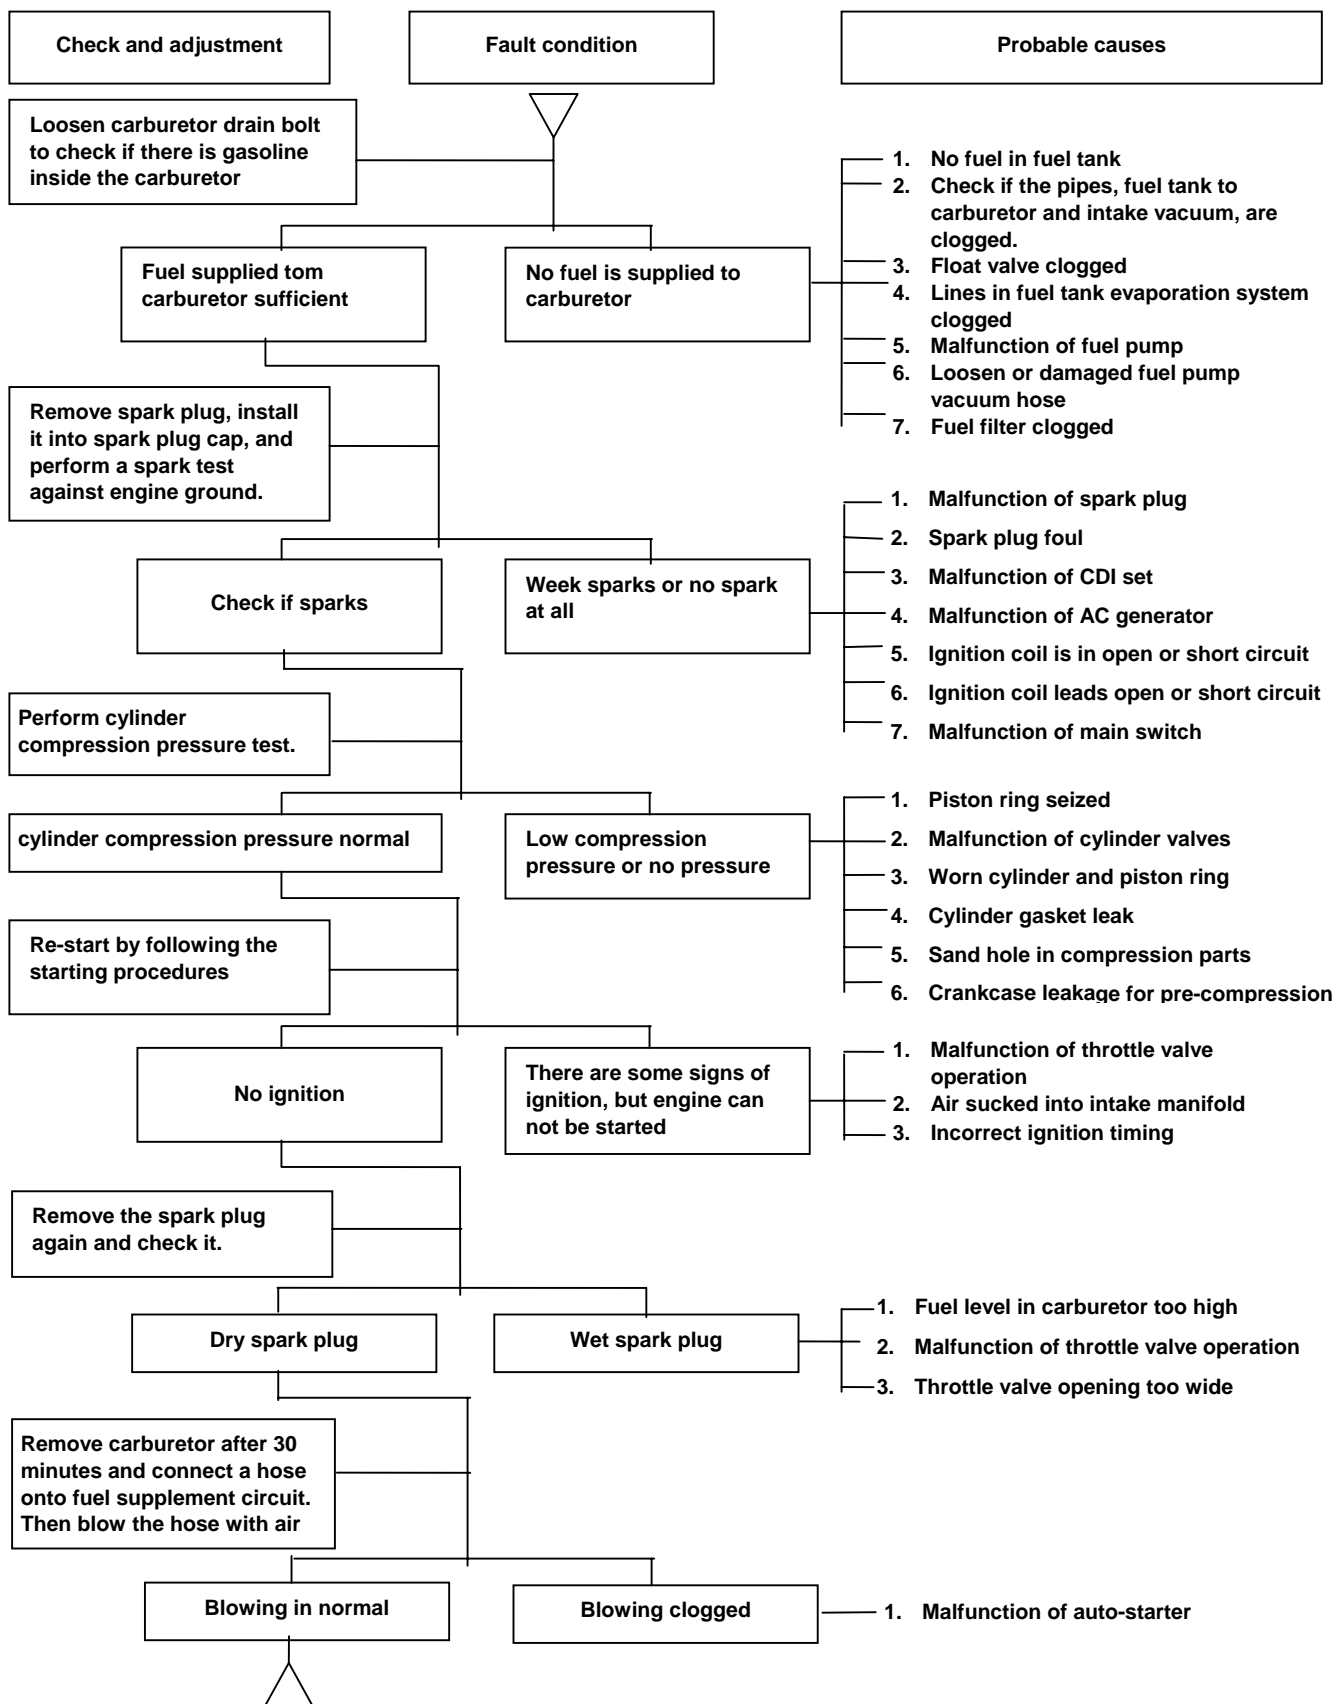 Check and adjustment
Fault condition
Probable causes
Loosen carburetor drain bolt
to check if there is gasoline
inside the carburetor
1. No fuel in fuel tank
2. Check if the pipes, fuel tank to
carburetor and intake vacuum, are
clogged.
3. Float valve clogged
4. Lines in fuel tank evaporation system
clogged
5. Malfunction of fuel pump
6. Loosen or damaged fuel pump
vacuum hose
7. Fuel filter clogged
Fuel supplied tom
carburetor sufficient
No fuel is supplied to
carburetor
Remove spark plug, install
it into spark plug cap, and
perform a spark test
against engine ground.
1. Malfunction of spark plug
2. Spark plug foul
3. Malfunction of CDI set
4. Malfunction of AC generator
5. Ignition coil is in open or short circuit
6. Ignition coil leads open or short circuit
7. Malfunction of main switch
Check if sparks
Week sparks or no spark
at all
Perform cylinder
compression pressure test.
cylinder compression pressure normal
Low compression
pressure or no pressure
1. Piston ring seized
2. Malfunction of cylinder valves
3. Worn cylinder and piston ring
4. Cylinder gasket leak
5. Sand hole in compression parts
6. Crankcase leakage for pre-compression
Re-start by following the
starting procedures
No ignition
There are some signs of
ignition, but engine can
not be started
1. Malfunction of throttle valve
operation
2. Air sucked into intake manifold
3. Incorrect ignition timing
Remove the spark plug
again and check it.
Dry spark plug
Wet spark plug
1. Fuel level in carburetor too high
2. Malfunction of throttle valve operation
3. Throttle valve opening too wide
Remove carburetor after 30
minutes and connect a hose
onto fuel supplement circuit.
Then blow the hose with air
Blowing in normal
Blowing clogged
1. Malfunction of auto-starter